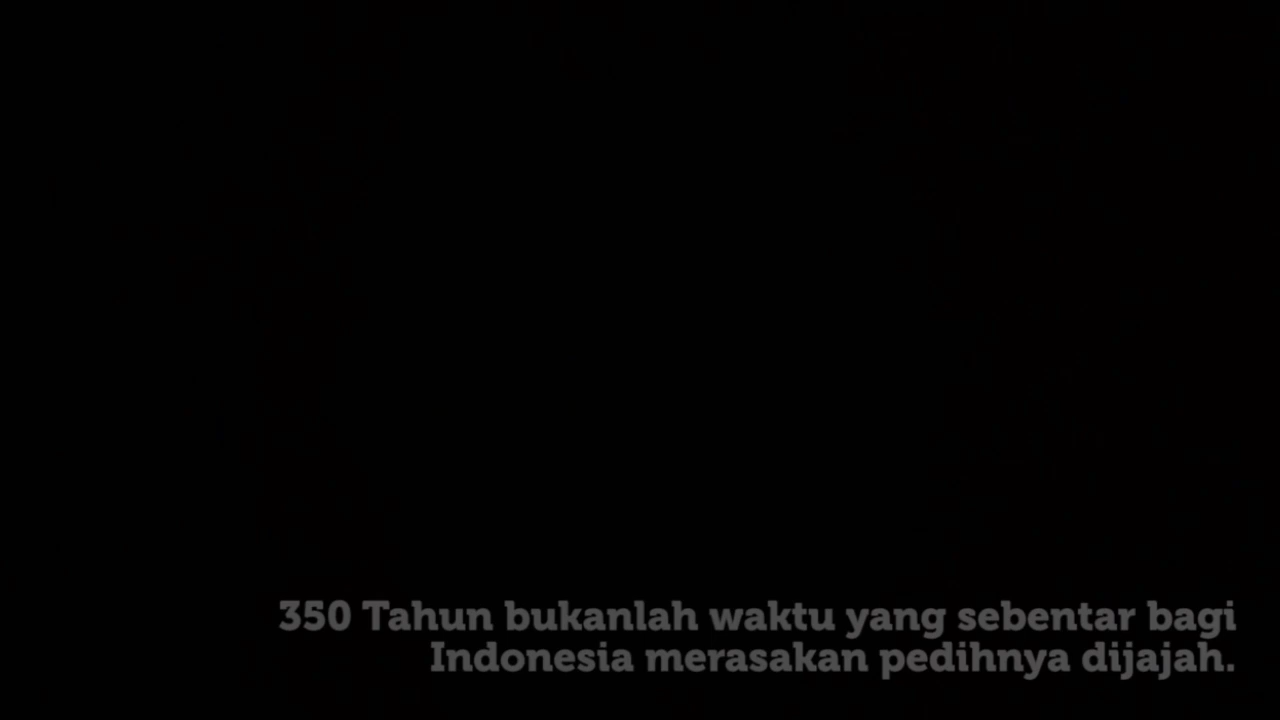 350 Tahun bukanlah waktu yang sebentar bagi
Indonesia merasakan pedihnya dijajah.